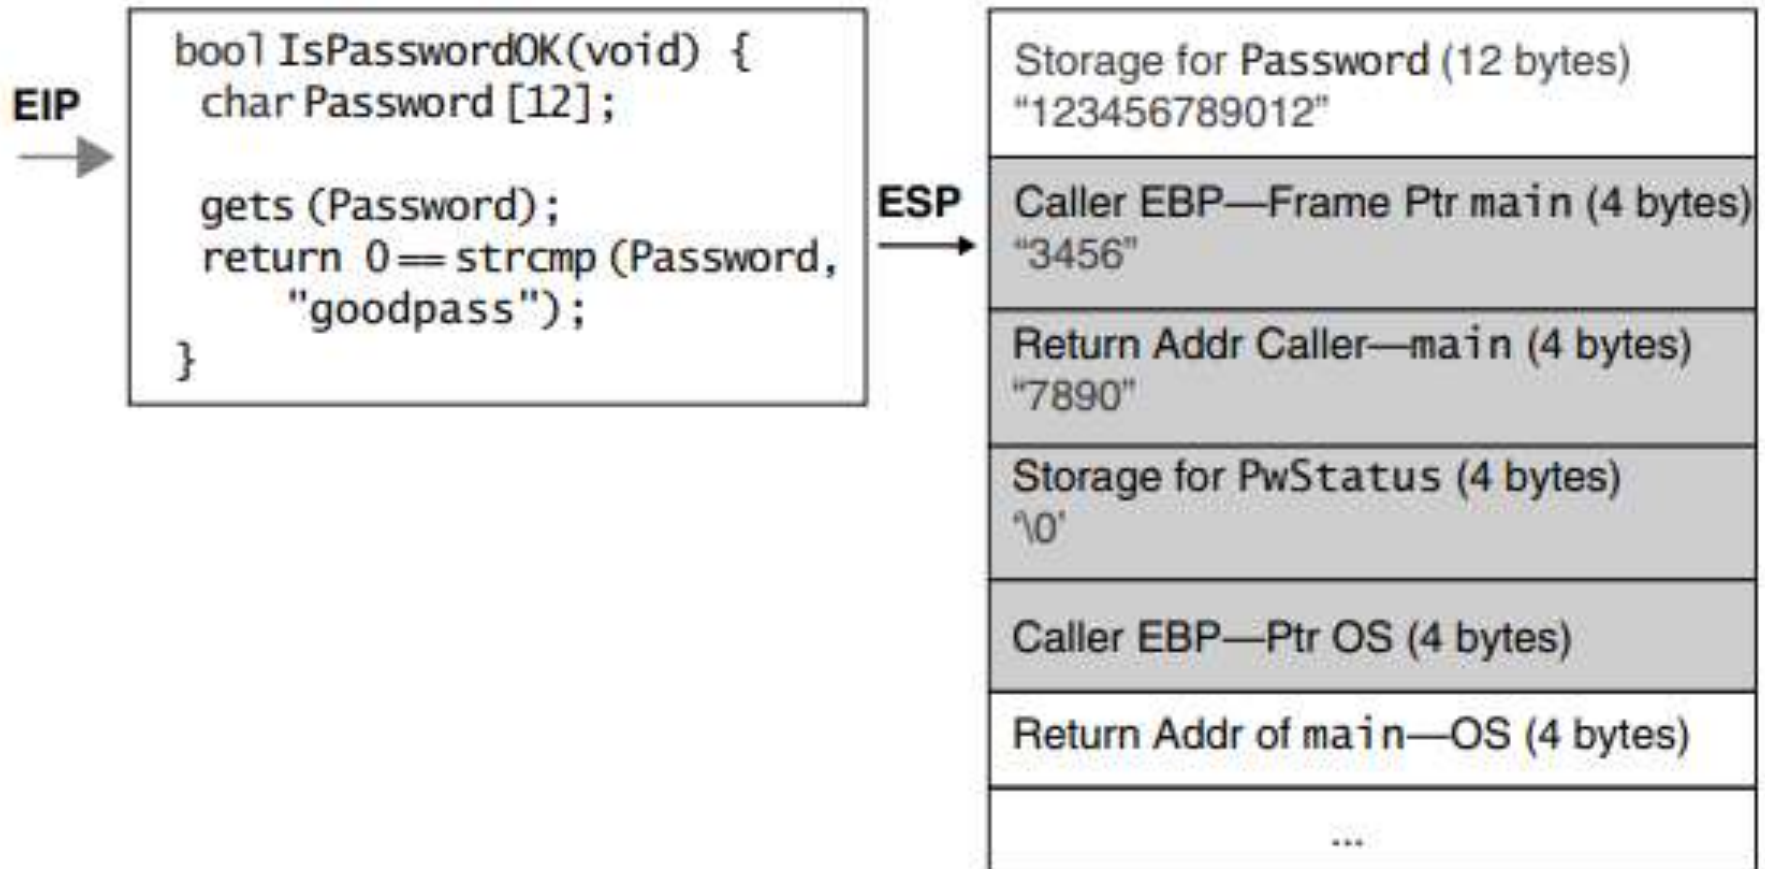 EIP
bool IsPasswordOK(void) {
char Password[12];
gets(Password);
return 0==strcmp(Password,
"goodpass");
}
ESP
Storage for Password (12 bytes)
“123456789012”
Caller EBP—Frame Ptr main (4 bytes)
“3456”
Return Addr Caller—main (4 bytes)
“7890”
Storage for PwStatus (4 bytes)
‘\0’
Caller EBP—Ptr OS (4 bytes)
Return Addr of main—OS (4 bytes)
...